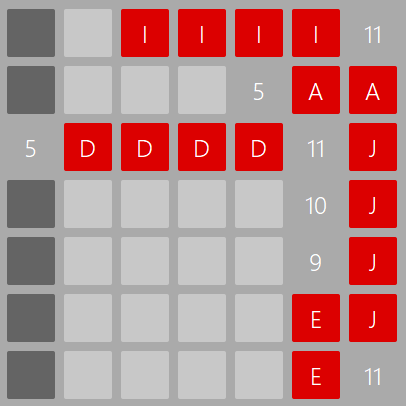 I I I I 11
5 A A
5 D D D D 11 J
10 J
9 J
E J
E 11